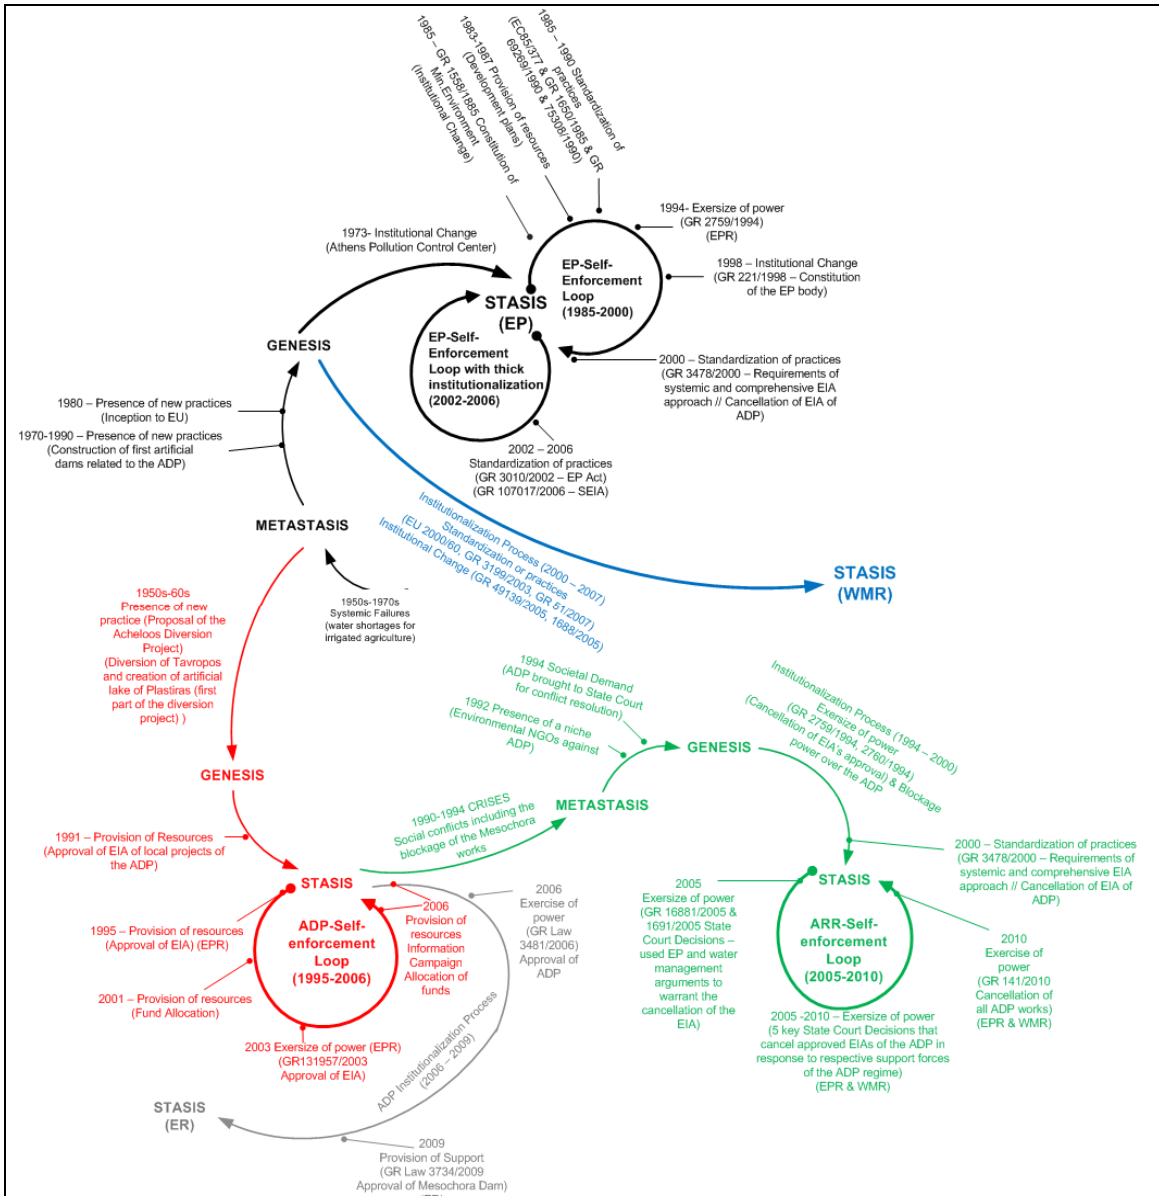 1985 – GR 1558/1885 Constitution of
Min.Environment
(Institutional Change)
1983-1987 Provision of resources
(Development plans)
1985 – 1990 Standardization of
practices
(EC85/377 & GR 1650/1985 & GR
69269/1990 & 75308/1990)
1994- Exersize of power
(GR 2759/1994)
(EPR)
1973- Institutional Change
(Athens Pollution Control Center)
EP-Self-
Enforcement
Loop
(1985-2000)
1998 – Institutional Change
(GR 221/1998 – Constitution
of the EP body)
STASIS
(EP)
GENESIS
EP-Self-
Enforcement
Loop with thick
institutionalization
(2002-2006)
2000 – Standardization of practices
(GR 3478/2000 – Requirements of
systemic and comprehensive EIA
approach // Cancellation of EIA of
ADP)
1980 – Presence of new practices
(Inception to EU)
1970-1990 – Presence of new practices
(Construction of first artificial
dams related to the ADP)
2002 – 2006
Standardization of practices
(GR 3010/2002 – EP Act)
(GR 107017/2006 – SEIA)
METASTASIS
Institutionalization Process (2000 – 2007)
Standardization or practices
(EU 2000/60, GR 3199/2003, GR 51/2007)
Institutional Change (GR 49139/2005, 1688/2005)
STASIS
(WMR)
1950s-1970s
Systemic Failures
(water shortages for
irrigated agriculture)
1950s-60s
Presence of new
practice (Proposal of the
Acheloos Diversion
Project)
(Diversion of Tavropos
and creation of artificial
lake of Plastiras (first
part of the diversion
project) )
1994 Societal Demand
(ADP brought to State Court
for conflict resolution)
1992 Presence of a niche
(Environmental NGOs against
ADP)
Institutionalization Process (1994 – 2000)
Exersize of power
(GR 2759/1994, 2760/1994)
(Cancellation of EIA's approval) & Blockage
power over the ADP
GENESIS
GENESIS
METASTASIS
1990-1994 CRISES
Social conflicts including the
blockage of the Mesochora
works
1991 – Provision of Resources
(Approval of EIA of local projects of
the ADP)
2000 – Standardization of practices
(GR 3478/2000 – Requirements of
systemic and comprehensive EIA
approach // Cancellation of EIA of
ADP)
STASIS
STASIS
ADP-Self-
enforcement
Loop
(1995-2006)
1995 – Provision of resources
(Approval of EIA) (EPR)
2001 – Provision of resources
(Fund Allocation)
2006
Provision of
resources
Information
Campaign
Allocation of
funds
2006
Exercise of
power
(GR Law
3481/2006)
Approval of
ADP
2005
Exersize of power
(GR 16881/2005 &
1691/2005 State
Court Decisions –
used EP and water
management
arguments to
warrant the
cancellation of the
EIA)
ARR-Self-
enforcement
Loop
(2005-2010)
2010
Exercise of
power
(GR 141/2010
Cancellation of
all ADP works)
(EPR & WMR)
2003 Exersize of power (EPR)
(GR131957/2003
Approval of EIA)
2005 -2010 – Exersize of power
(5 key State Court Decisions that
cancel approved EIAs of the ADP in
response to respective support forces
of the ADP regime)
(EPR & WMR)
ADP Institutionalization Process
(2006 – 2009)
STASIS
(ER)
2009
Provision of Support
(GR Law 3734/2009
Approval of Mesochora Dam)